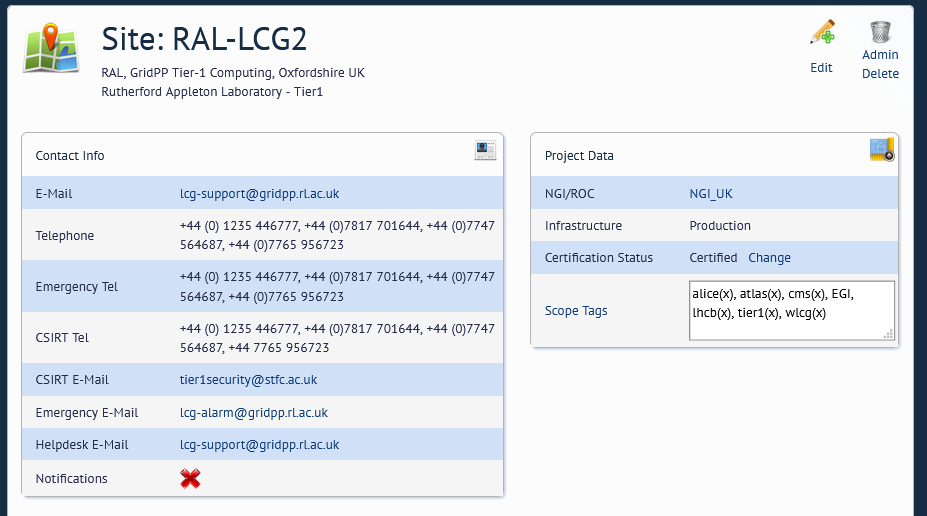 Site: RAL-LCG2
RAL, GridPP Tier-1 Computing, Oxfordshire UK
Rutherford Appleton Laboratory - Tier1
Edit
Admin
Delete
Contact Info
E-Mail lcg-support@gridpp.rl.ac.uk
Telephone +44 (0) 1235 446777, +44 (0)7817 701644, +44 (0)7747
564687, +44 (0)7765 956723
Emergency Tel +44 (0) 1235 446777, +44 (0)7817 701644, +44 (0)7747
564687, +44 (0)7765 956723
CSIRT Tel +44 (0) 1235 446777, +44 (0)7817 701644, +44 (0)7747
564687, +44 7765 956723
CSIRT E-Mail tier1security@stfc.ac.uk
Emergency E-Mail lcg-alarm@gridpp.rl.ac.uk
Helpdesk E-Mail lcg-support@gridpp.rl.ac.uk
Notifications
Project Data
NGI/ROC NGI_UK
Infrastructure Production
Certification Status Certified Change
Scope Tags alice(x), atlas(x), cms(x), EGI,
lhcb(x), tier1(x), wlcg(x)